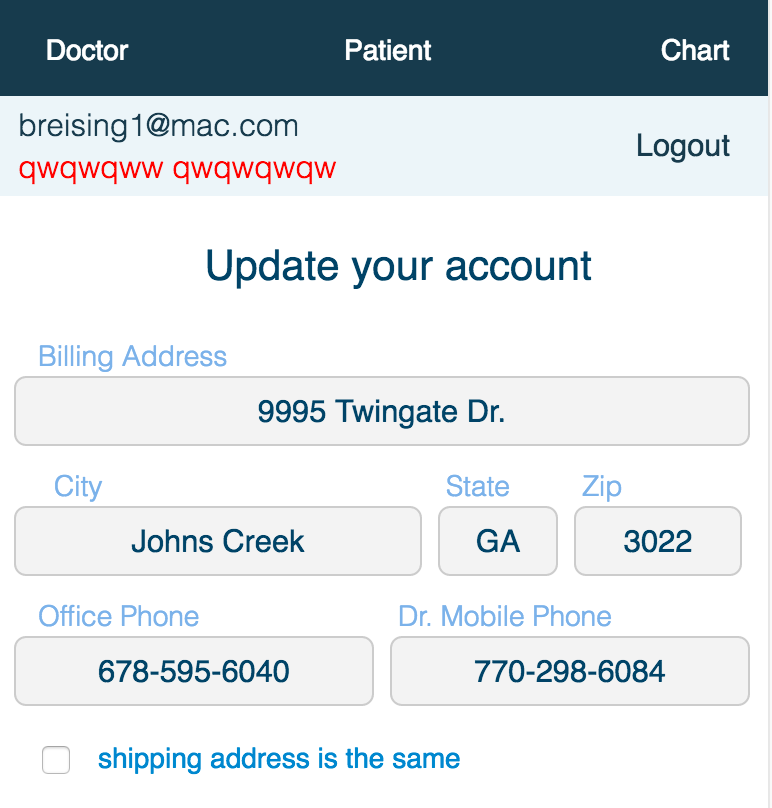 Doctor Patient Chart
breising1@mac.com
Logout
qwqwqww qwqwqwqw
Update your account
Billing Address
9995 Twingate Dr.
City State Zip
Johns Creek GA 3022
Office Phone Dr. Mobile Phone
678-595-6040 770-298-6084
shipping address is the same